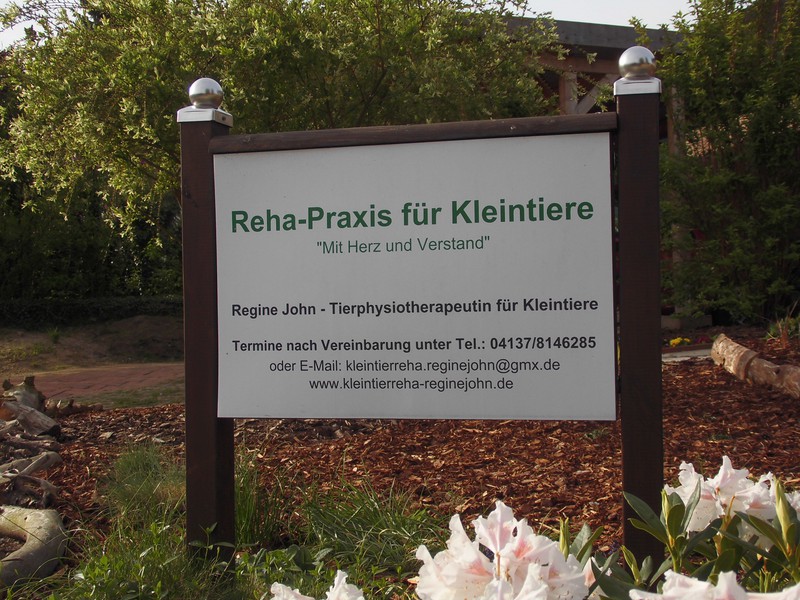 Reha-Praxis für Kleintiere
"Mit Herz und Verstand"
Regine John - Tierphysiotherapeutin für Kleintiere
Termine nach Vereinbarung unter Tel.: 04137/8146285
oder E-Mail: kleintierreha.reginejohn@gmx.de
www.kleintierreha-reginejohn.de